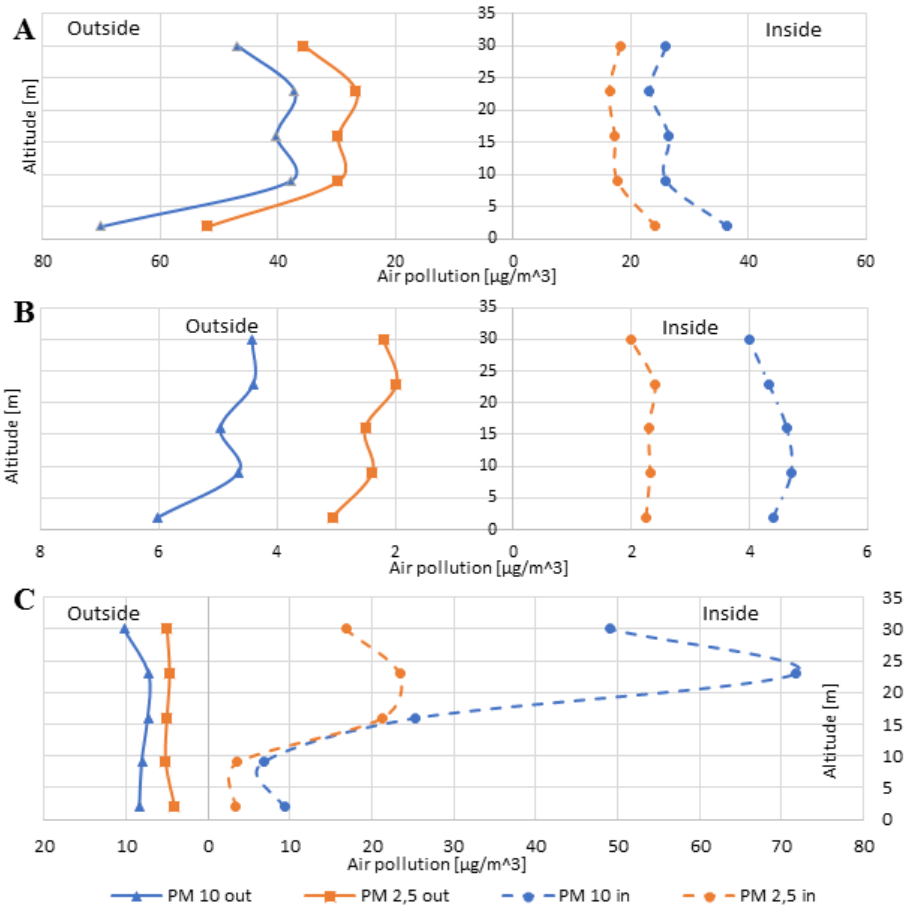 A
Outside
Inside
35
30
25
20
15
10
5
0
Altitude [m]
80 60 40 20 0 20 40 60
Air pollution [µg/m^3]
B
Outside
Inside
35
30
25
20
15
10
5
0
Altitude [m]
8 6 4 2 0 2 4 6
Air pollution [µg/m^3]
C
Outside
Inside
35
30
25
20
15
10
5
0
Altitude [m]
20 10 0 10 20 30 40 50 60 70 80
Air pollution [µg/m^3]
PM 10 out PM 2,5 out PM 10 in PM 2,5 in